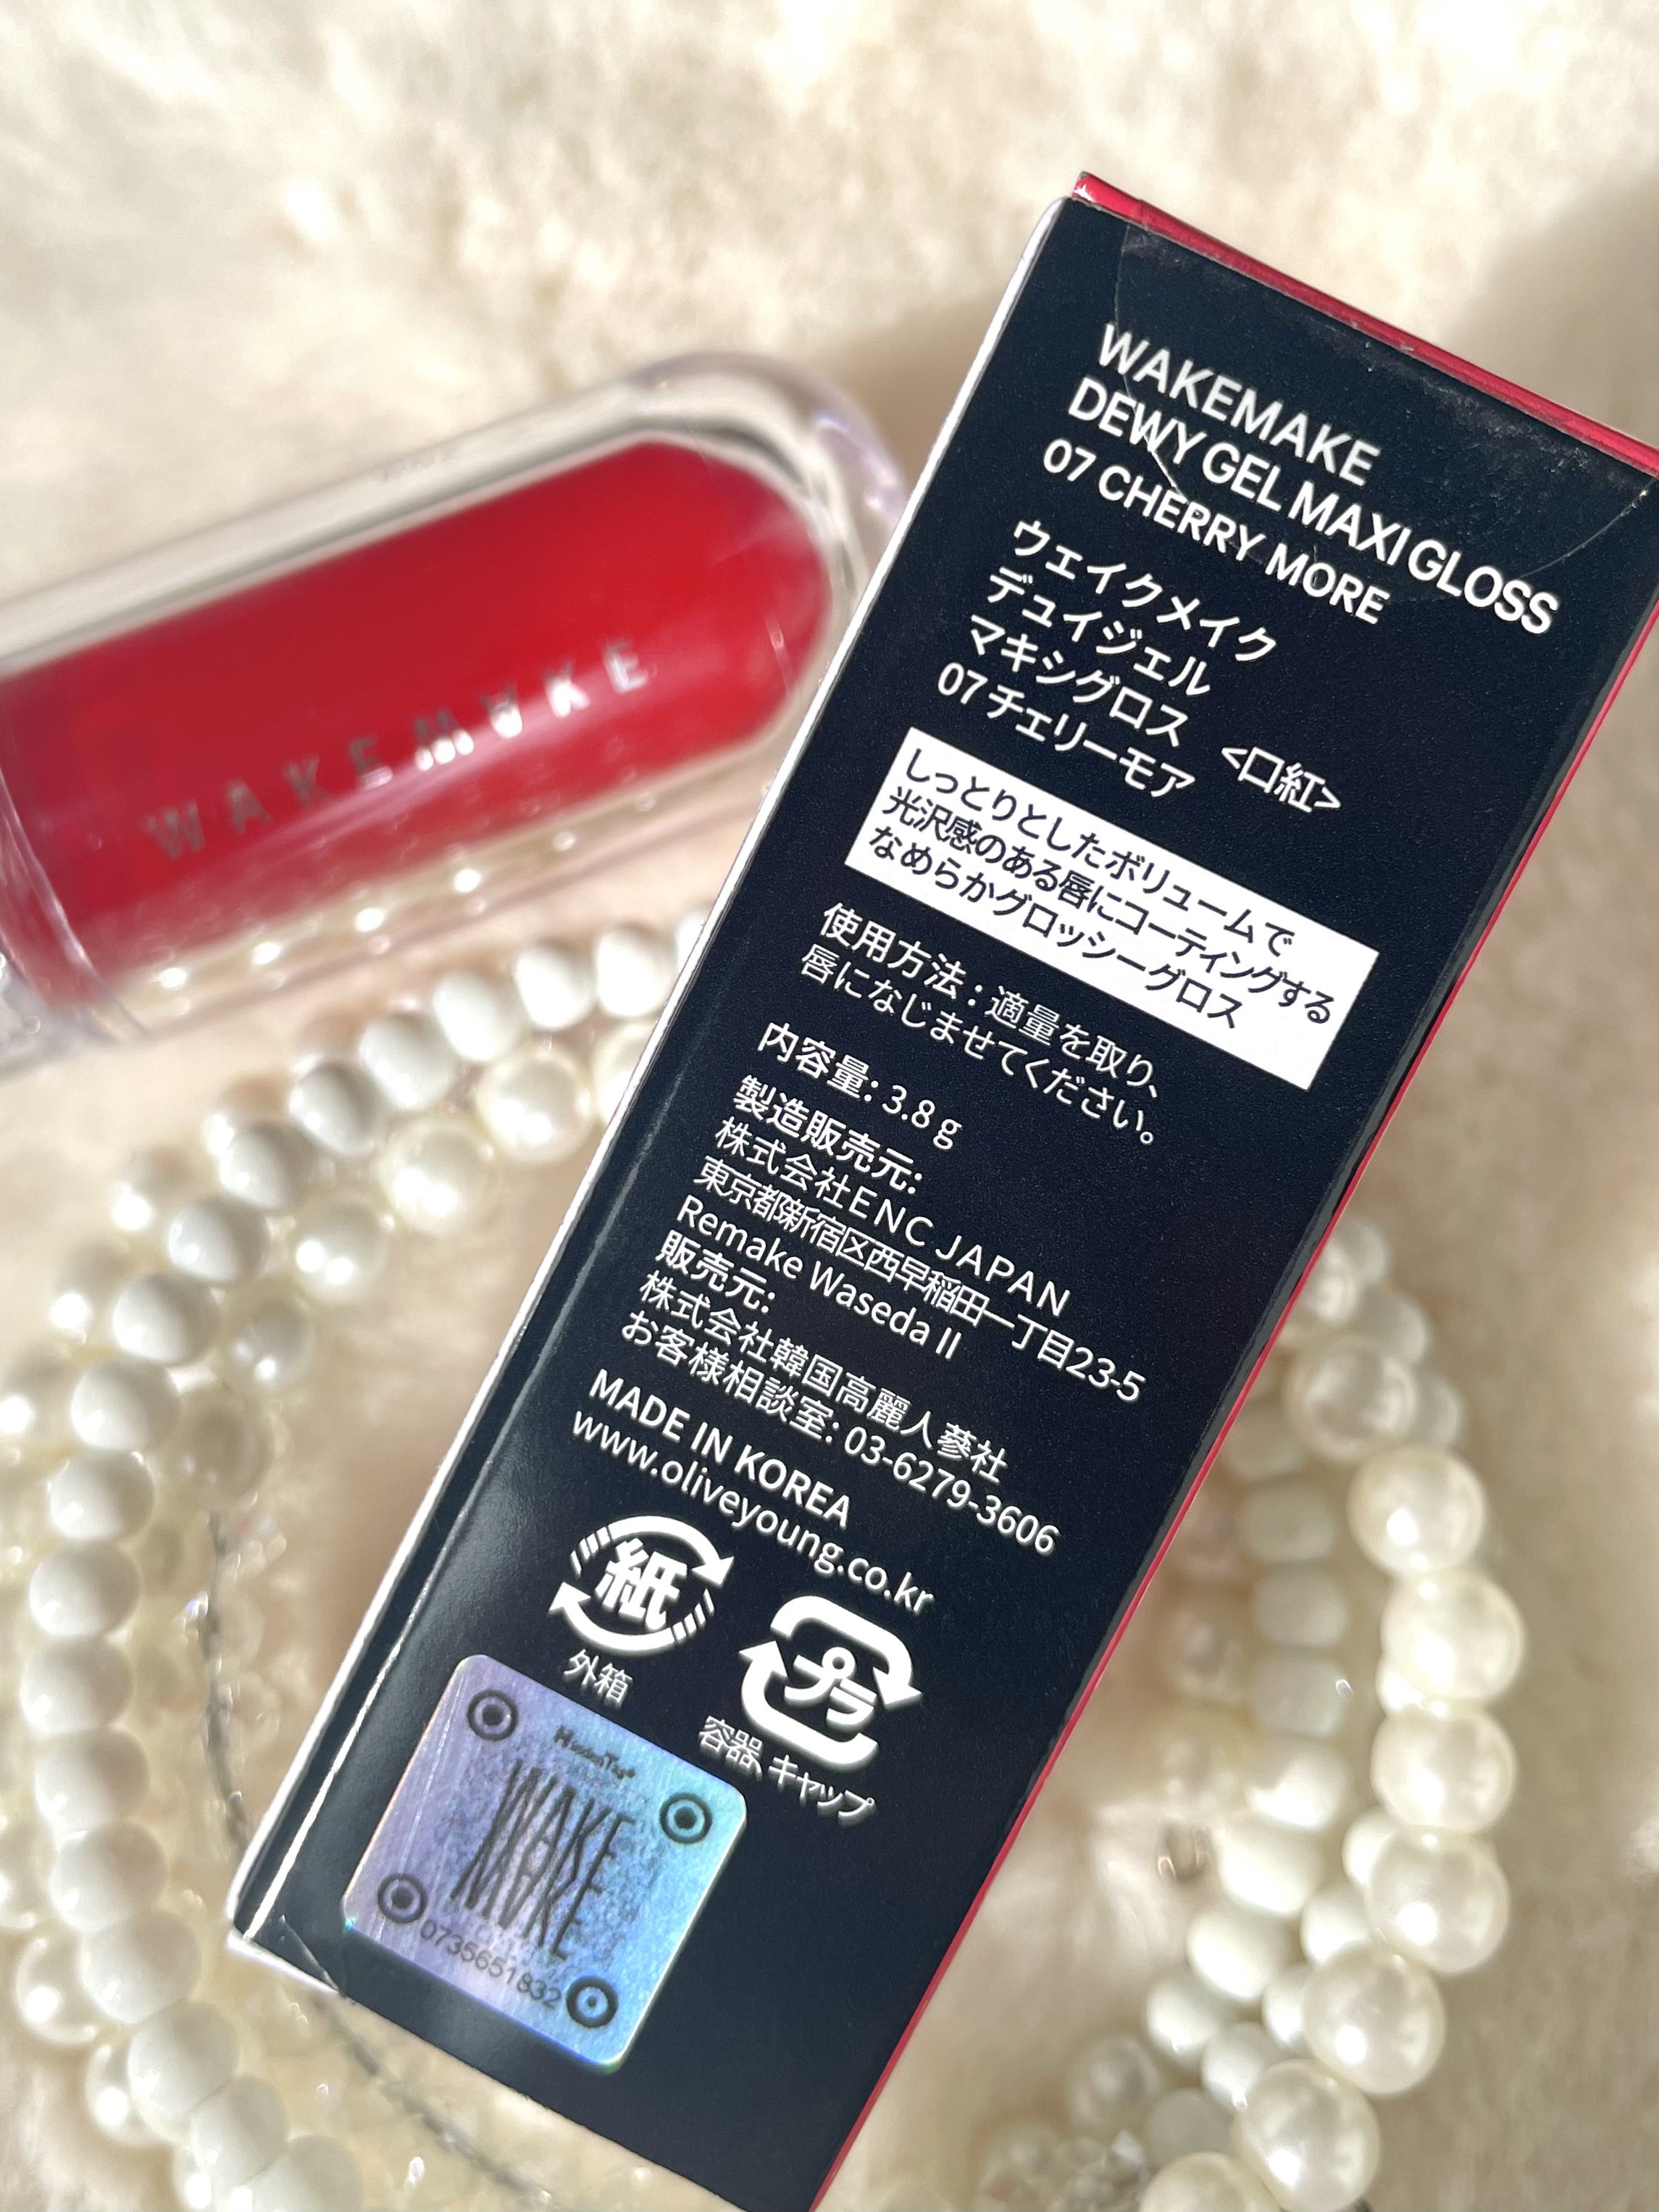 WAKEMAKE
WAKEMAKE
DEWY GEL MAXI GLOSS
07 CHERRY MORE
ウェイクメイク
デュイジェル
マキシグロス <口紅>
07 チェリーモア
しっとりとしたボリュームで
光沢感のある唇にコーティングする
なめらかグロッシーグロス
使用方法 : 適量を取り、
唇になじませてください。
内容量: 3.8 g
製造販売元:
株式会社ENC JAPAN
東京都新宿区西早稲田一丁目23-5
Remake Waseda II
販売元:
株式会社韓国高麗人蔘社
お客様相談室: 03-6279-3606
MADE IN KOREA
www.oliveyoung.co.kr
紙
外箱
プラ
容器、キャップ
WAKE
MAKE
0735651832